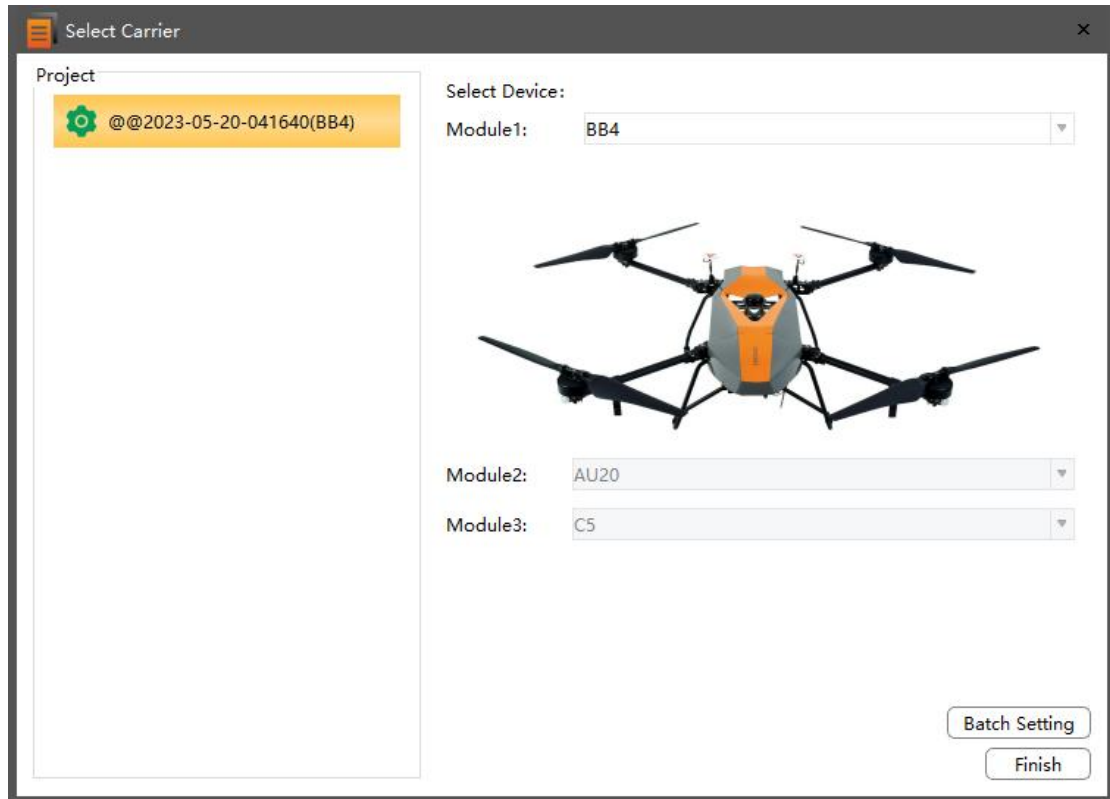 Select Carrier
Project
@@2023-05-20-041640(BB4)
Select Device:
Module1: BB4
Module2: AU20
Module3: C5
Batch Setting
Finish